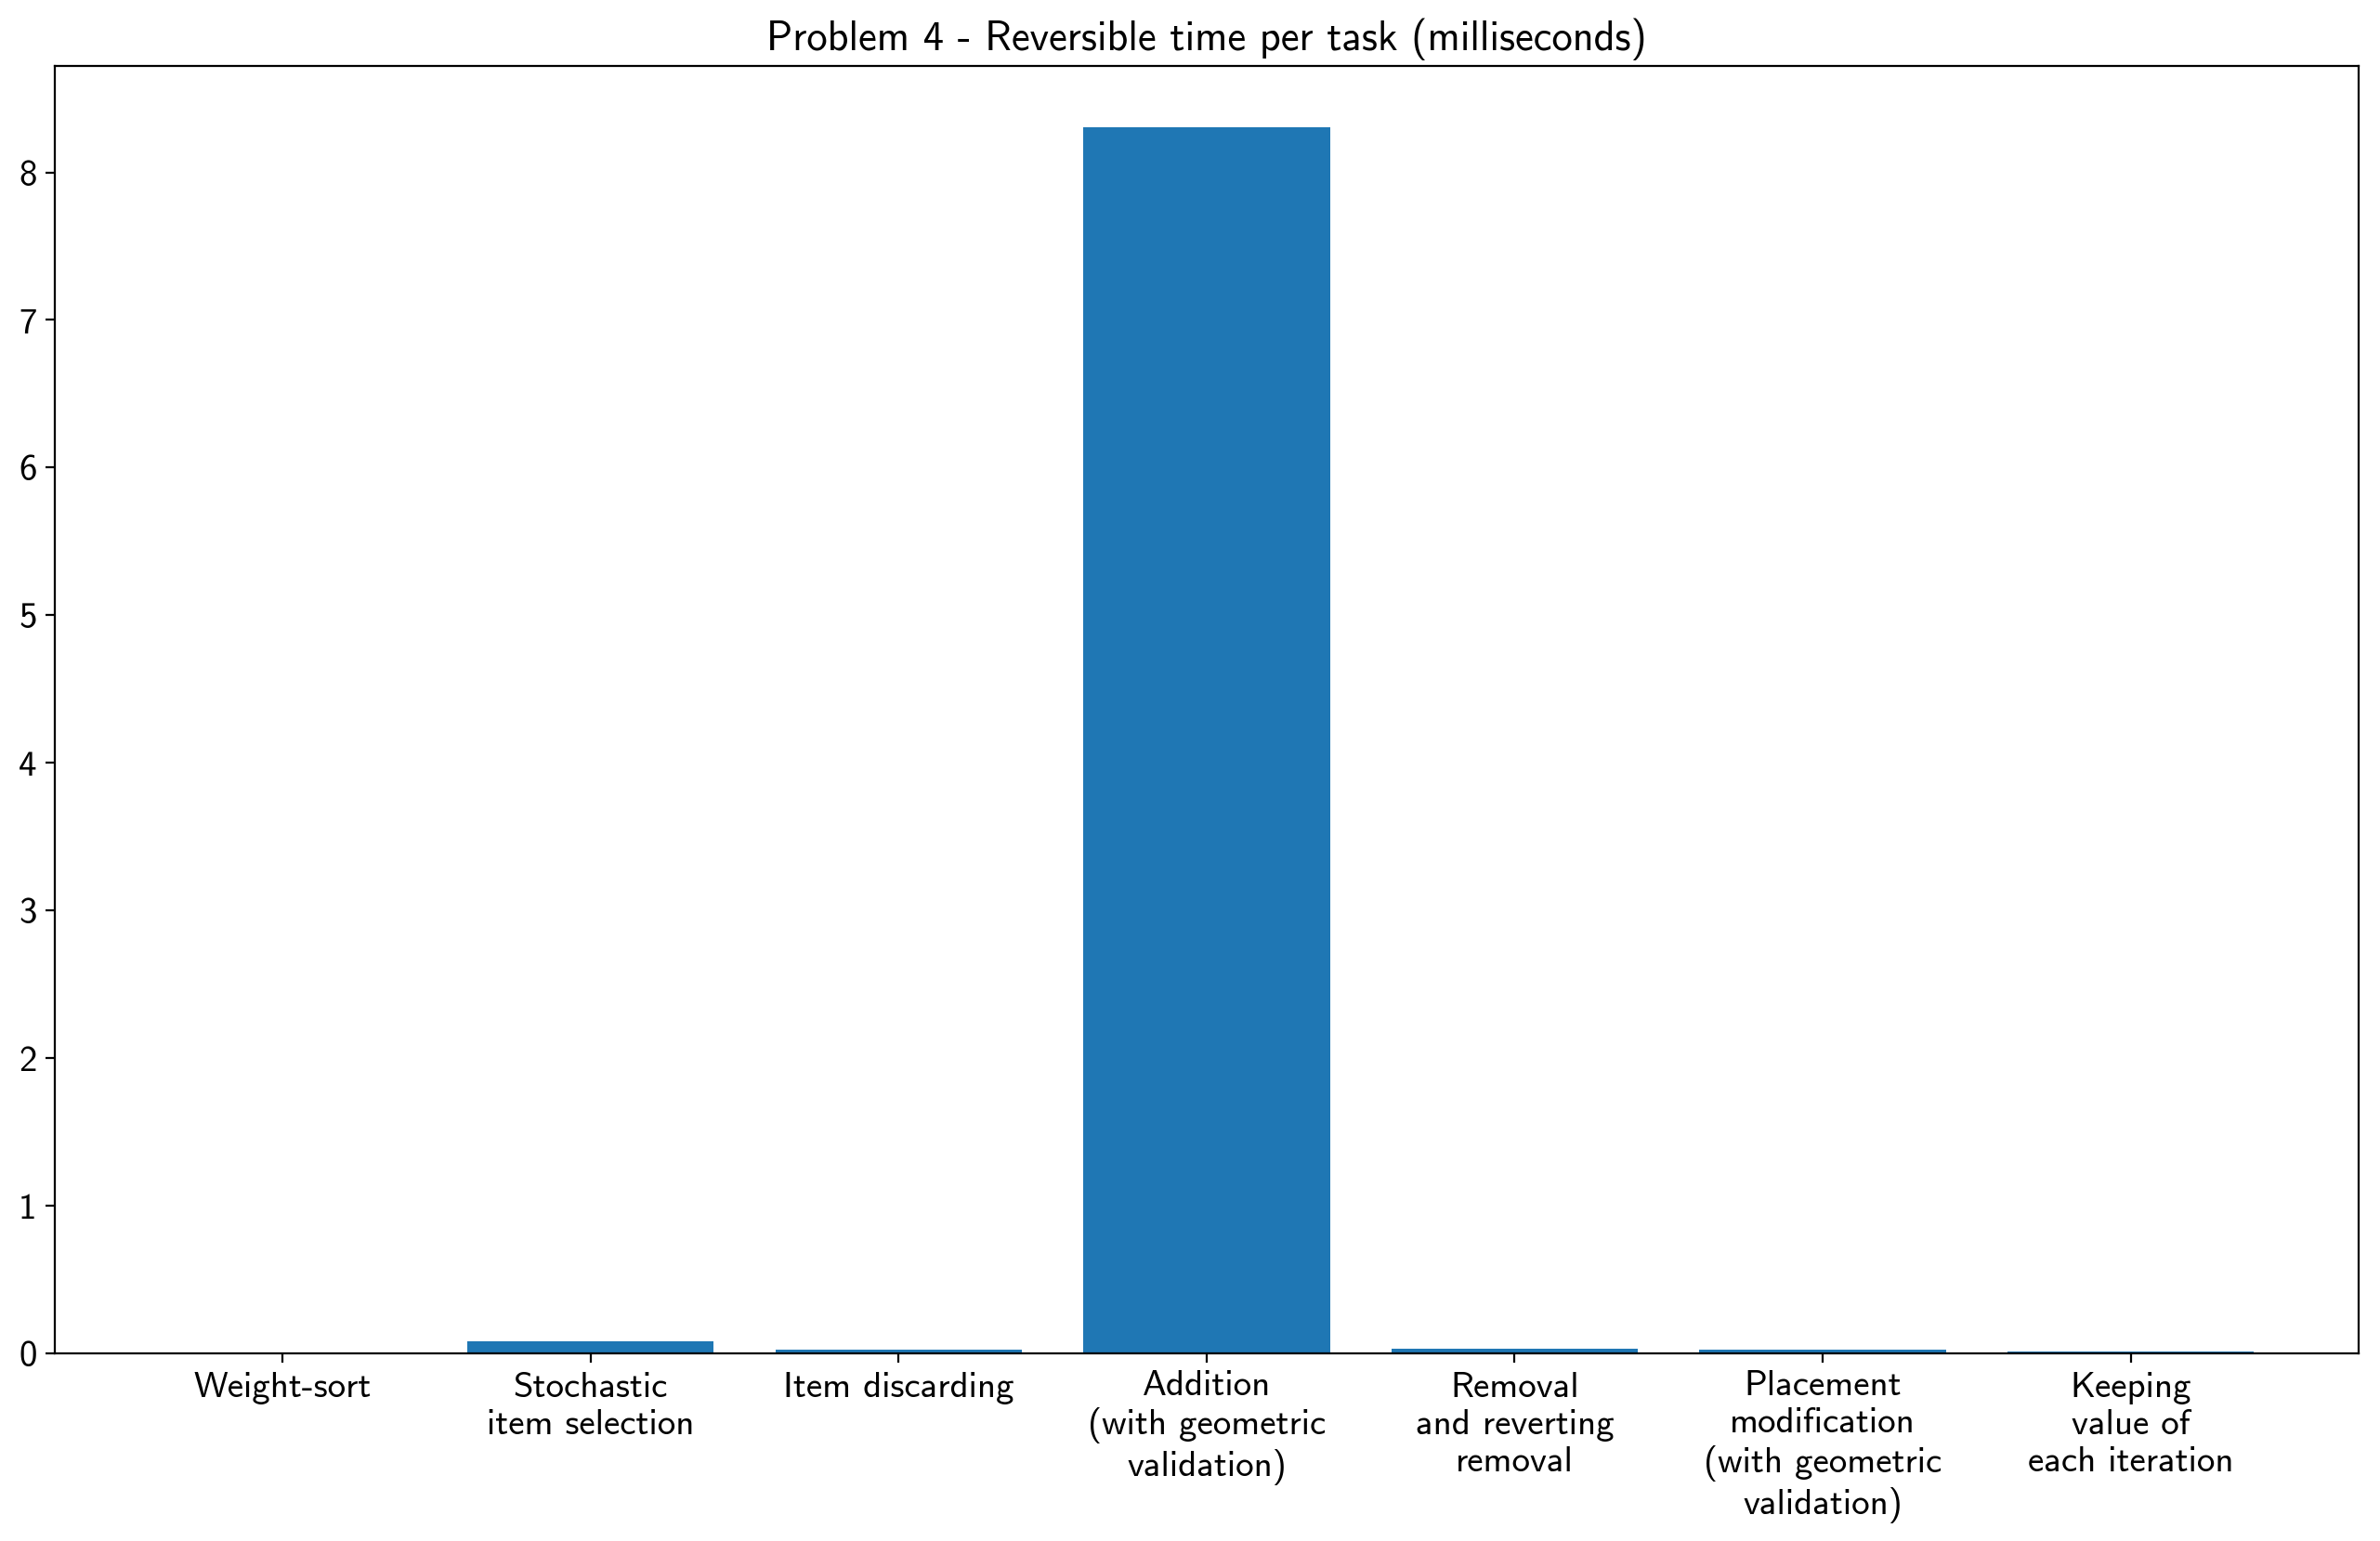 Problem 4 - Reversible time per task (milliseconds)
8
7
6
5
4
3
2
1
0
Weight-sort
Stochastic
item selection
Item discarding
Addition
(with geometric
validation)
Removal
and reverting
removal
Placement
modification
(with geometric
validation)
Keeping
value of
each iteration